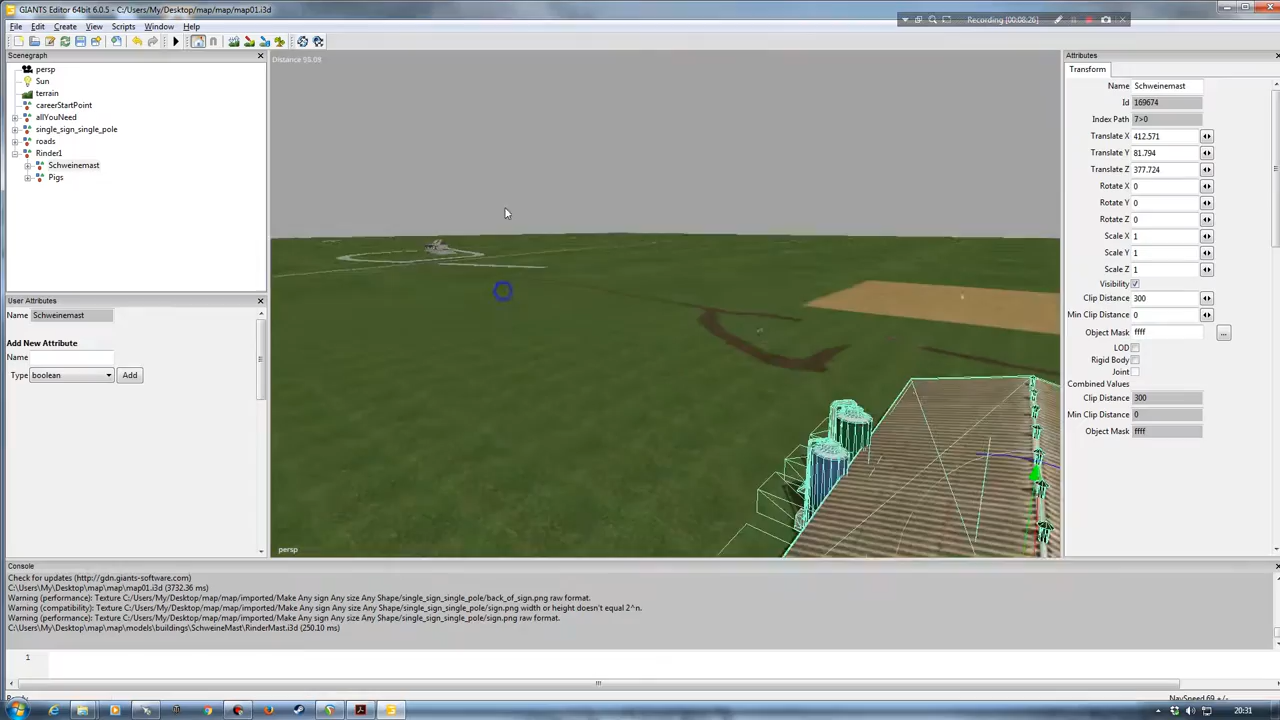 GIANTS Editor 64bit 6.0.5 - C:/Users/My/Desktop/map/map/map01.i3d
Recording [00:08:26]
File Edit Create View Scripts Window Help
Scenegraph
persp
Sun
terrain
careerStartPoint
allYouNeed
single_sign_single_pole
roads
Rinder1
Schweinemast
Pigs
User Attributes
Name Schweinemast
Add New Attribute
Name
Type boolean Add
Distance 95.09
persp
Attributes
Transform
Name Schweinemast
Id 169674
Index Path 7>0
Translate X 412.571
Translate Y 81.794
Translate Z 377.724
Rotate X 0
Rotate Y 0
Rotate Z 0
Scale X 1
Scale Y 1
Scale Z 1
Visibility
Clip Distance 300
Min Clip Distance 0
Object Mask ffff ...
LOD
Rigid Body
Joint
Combined Values
Clip Distance 300
Min Clip Distance 0
Object Mask ffff
Console
Check for updates (http://gdn.giants-software.com)
C:\Users\My\Desktop\map\map\map01.i3d (3732.36 ms)
Warning (performance): Texture C:/Users/My/Desktop/map/map/imported/Make Any sign Any size Any Shape/single_sign_single_pole/back_of_sign.png raw format.
Warning (compatibility): Texture C:/Users/My/Desktop/map/map/imported/Make Any sign Any size Any Shape/single_sign_single_pole/sign.png width or height doesn't equal 2^n.
Warning (performance): Texture C:/Users/My/Desktop/map/map/imported/Make Any sign Any size Any Shape/single_sign_single_pole/sign.png raw format.
C:\Users\My\Desktop\map\map\models\buildings\SchweineMast\RinderMast.i3d (250.10 ms)
1
NavSpeed 69 +/-
20:31